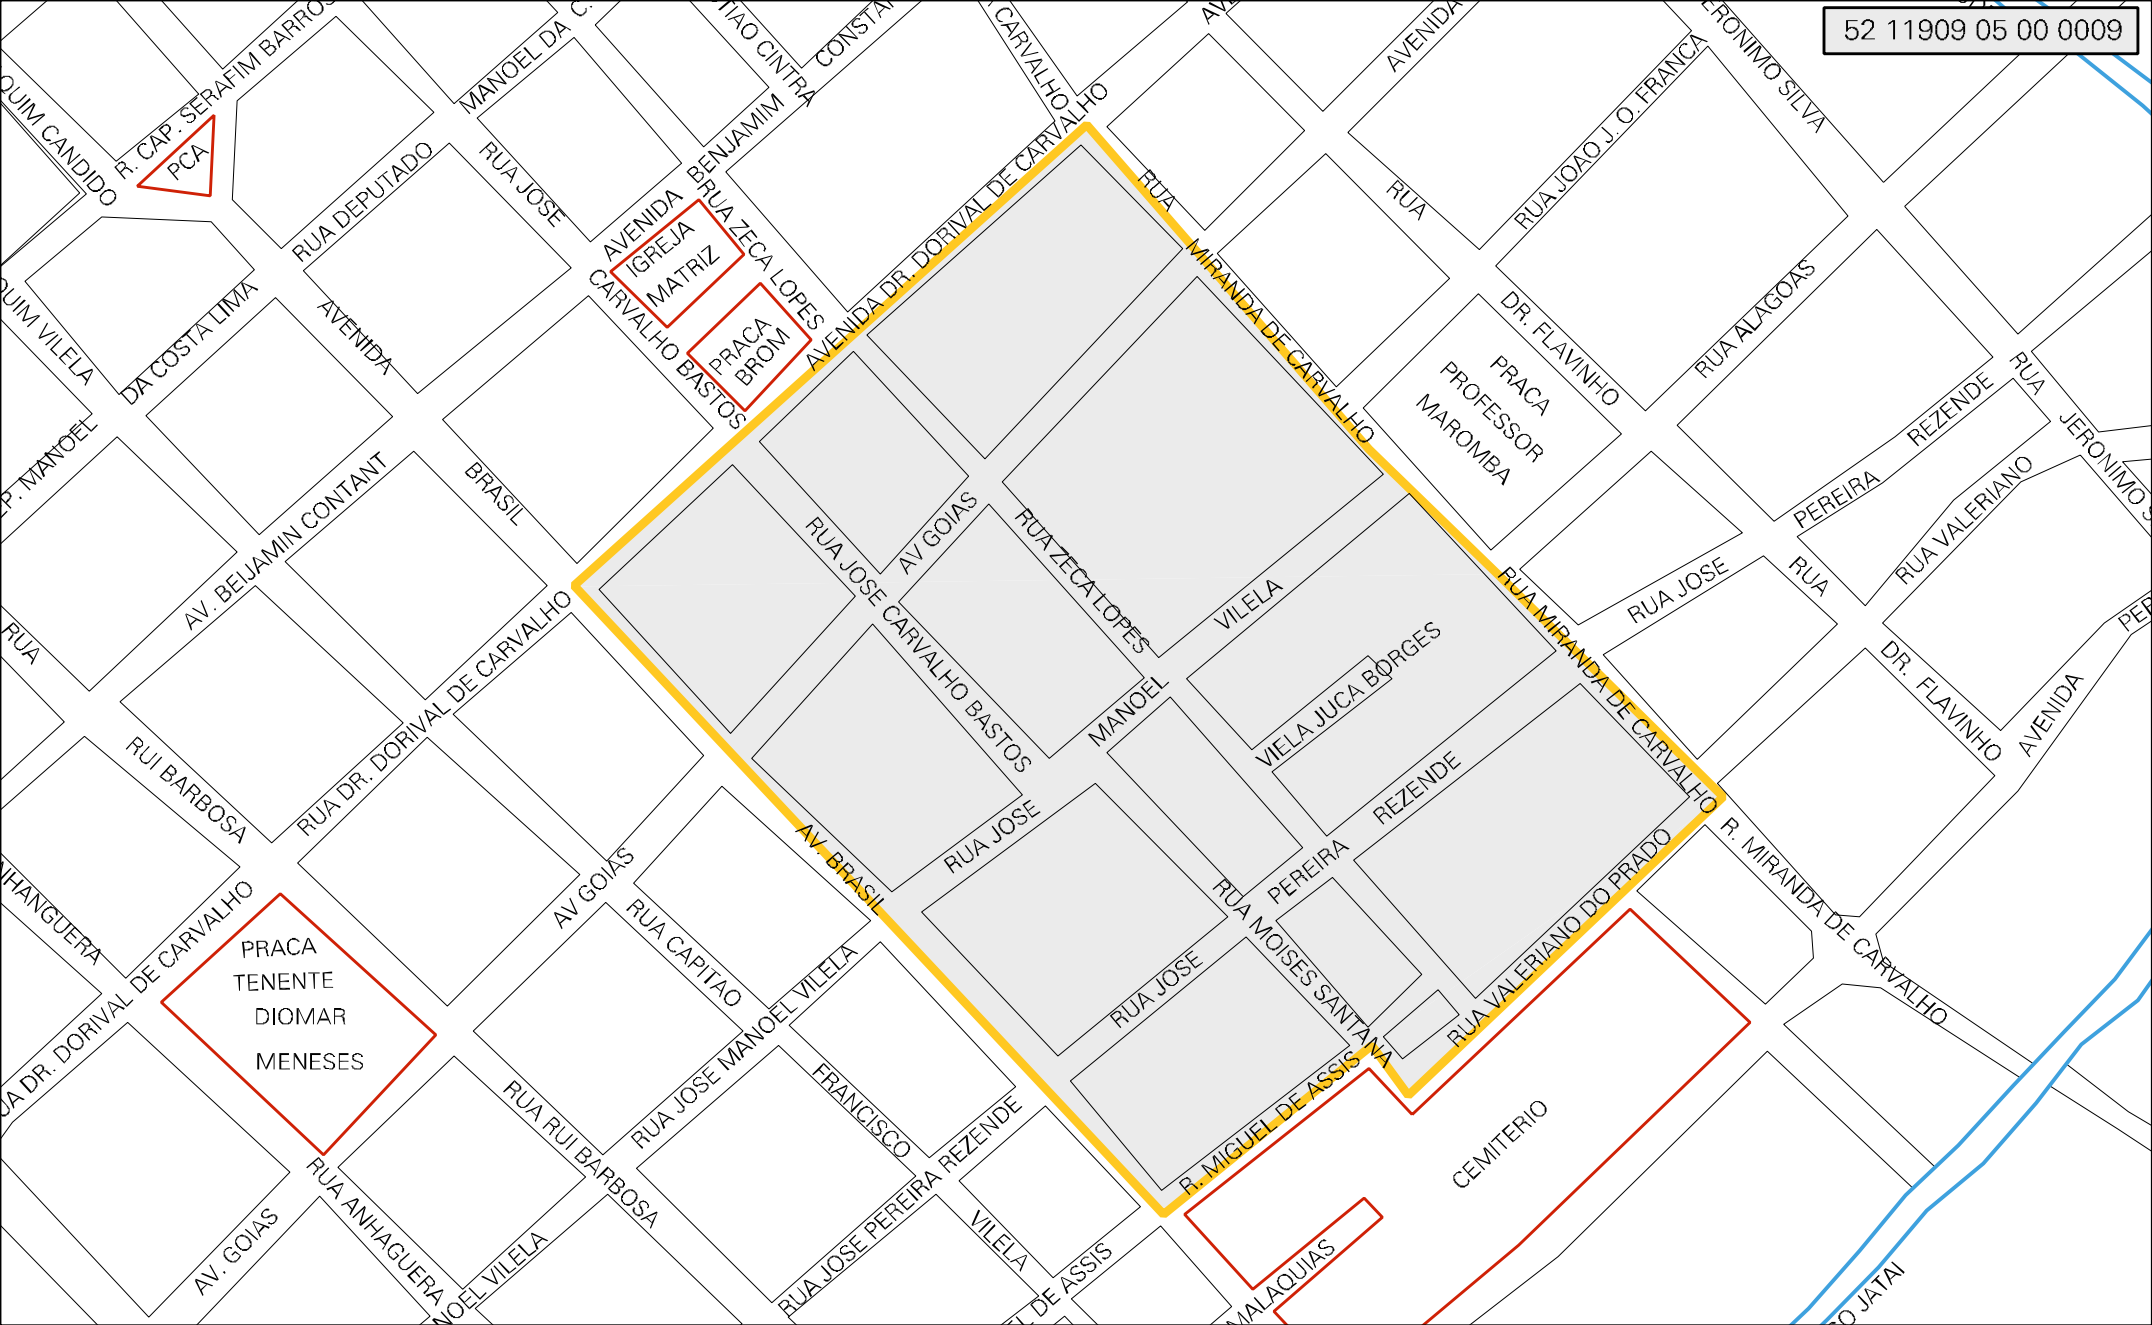 52 11909 05 00 0009
R. CAP. SERAFIM BARROS
MANOEL DA C.
TIAO CINTRA
CONSTA
CARVALHO
AVENIDA
ERONIMO SILVA
QUIM CANDIDO
PCA
RUA DEPUTADO
RUA JOSE
AVENIDA BENJAMIM
RUA ZECA LOPES
IGREJA
MATRIZ
CARVALHO BASTOS
PRACA
BROM
AVENIDA DR. DORIVAL DE CARVALHO
RUA
MIRANDA DE CARVALHO
RUA
DR. FLAVINHO
RUA JOAO J. O. FRANCA
RUA ALAGOAS
PRACA
PROFESSOR
MAROMBA
REZENDE
PEREIRA
RUA
JERONIMO S
RUA VALERIANO
QUIM VILELA
DA COSTA LIMA
AVENIDA
BRASIL
P. MANOEL
AV. BEIJAMIN CONTANT
RUA
RUI BARBOSA
RUA DR. DORIVAL DE CARVALHO
AV GOIAS
RUA JOSE CARVALHO BASTOS
RUA ZECA LOPES
VILELA
MANOEL
RUA JOSE
VIELA JUCA BORGES
RUA MIRANDA DE CARVALHO
RUA JOSE
RUA
DR. FLAVINHO
AVENIDA
PER
REZENDE
PEREIRA
RUA JOSE
RUA MOISES SANTANA
RUA VALERIANO DO PRADO
R. MIRANDA DE CARVALHO
AV. BRASIL
R. MIGUEL DE ASSIS
CEMITERIO
NHANGUERA
UA DR. DORIVAL DE CARVALHO
PRACA
TENENTE
DIOMAR
MENESES
AV GOIAS
RUA CAPITAO
FRANCISCO
VILELA
RUA JOSE MANOEL VILELA
RUA RUI BARBOSA
RUA JOSE PEREIRA REZENDE
RUA ANHAGUERA
AV. GOIAS
NOEL VILELA
EL DE ASSIS
MALAQUIAS
O JATAI